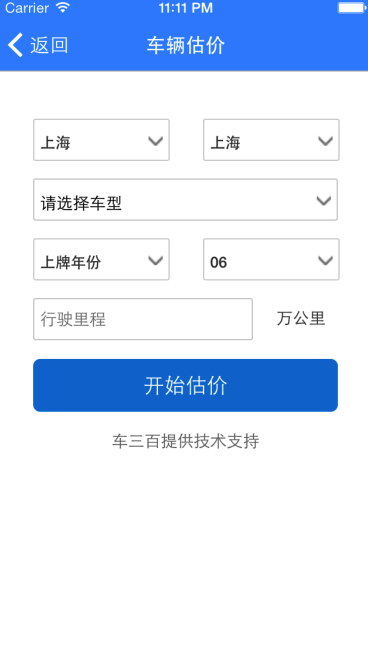 Carrier 11:11 PM
返回 车辆估价
上海 上海
请选择车型
上牌年份 06
行驶里程 万公里
开始估价
车三百提供技术支持